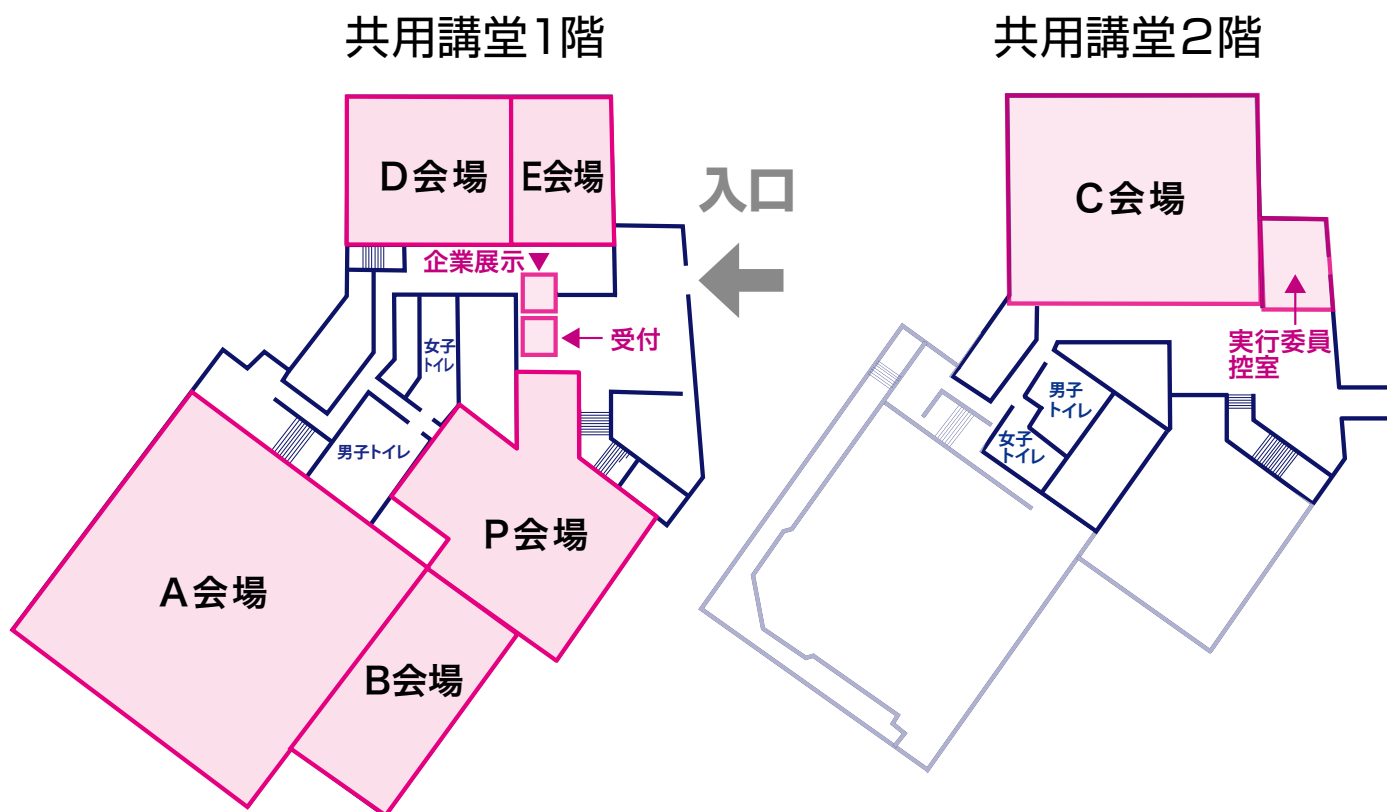 共用講堂1階
D会場
E会場
入口
企業展示
受付
女子
トイレ
男子トイレ
P会場
A会場
B会場
共用講堂2階
C会場
実行委員
控室
男子
トイレ
女子
トイレ